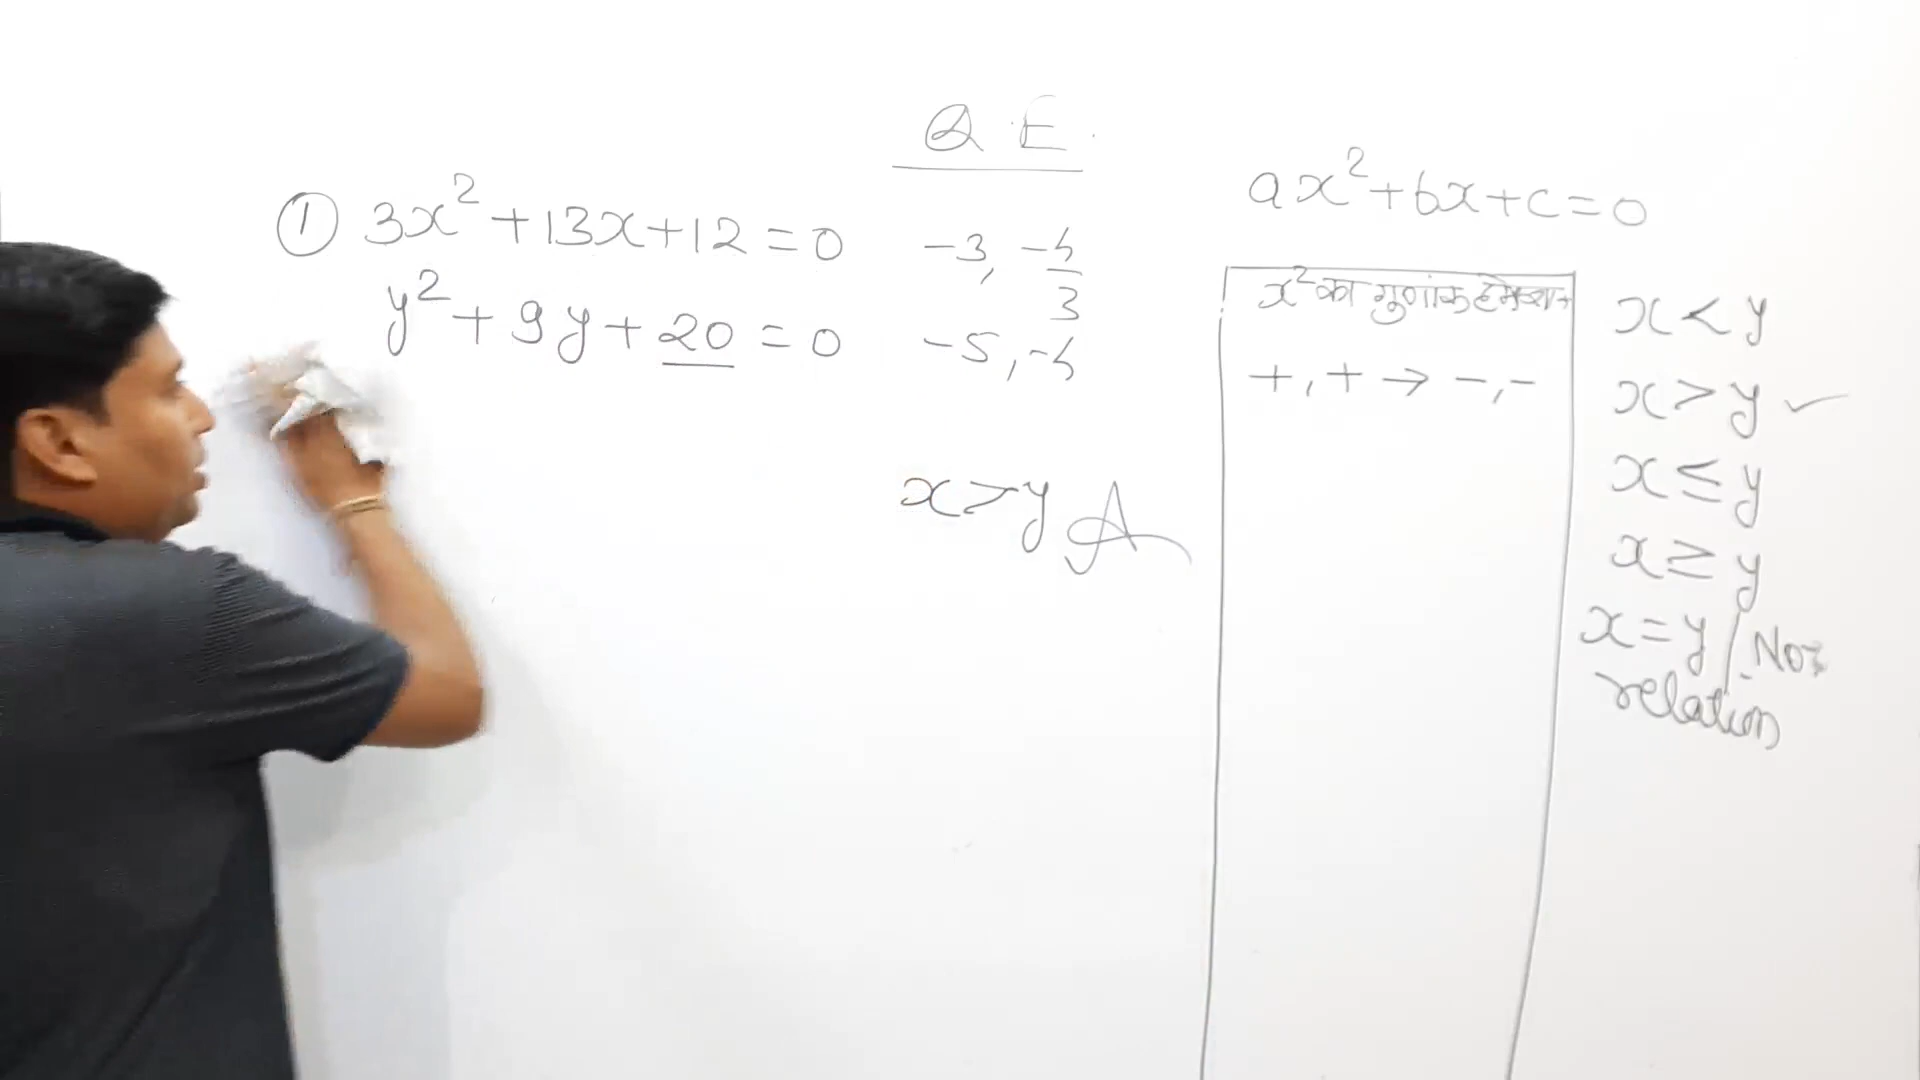 Q.E.
① 3x²+13x+12=0 -3, -4/3
y²+9y+20=0 -5,-4
x>y A
ax²+bx+c=0
x² का गुणांक हमेशा +
+,+ → -,-
x<y
x>y ✓
x≤y
x≥y
x=y/No
relation